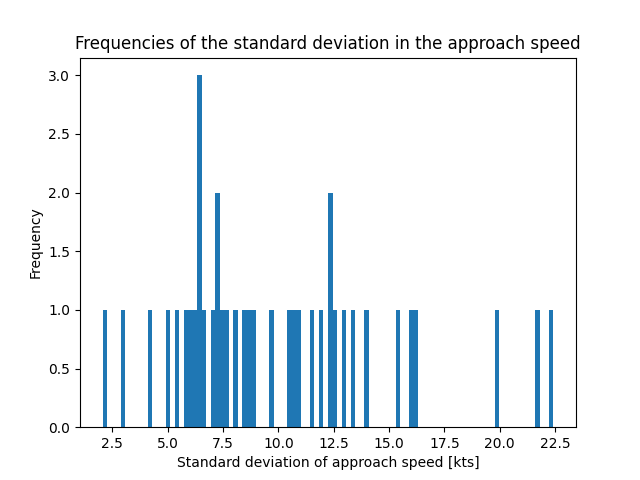 Frequencies of the standard deviation in the approach speed
3.0
2.5
2.0
1.5
1.0
0.5
0.0
Frequency
2.5 5.0 7.5 10.0 12.5 15.0 17.5 20.0 22.5
Standard deviation of approach speed [kts]